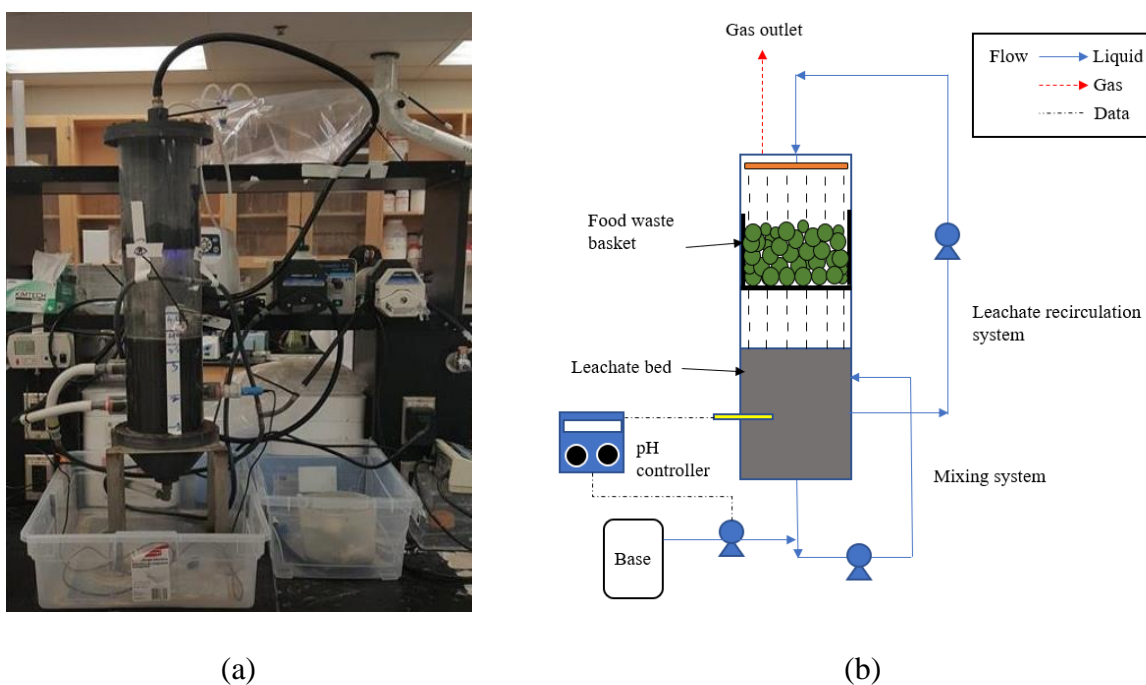 KIMTECH
Gas outlet
Flow
Liquid
Gas
Data
Food waste
basket
Leachate recirculation
system
Leachate bed
pH
controller
Mixing system
Base
(a)
(b)